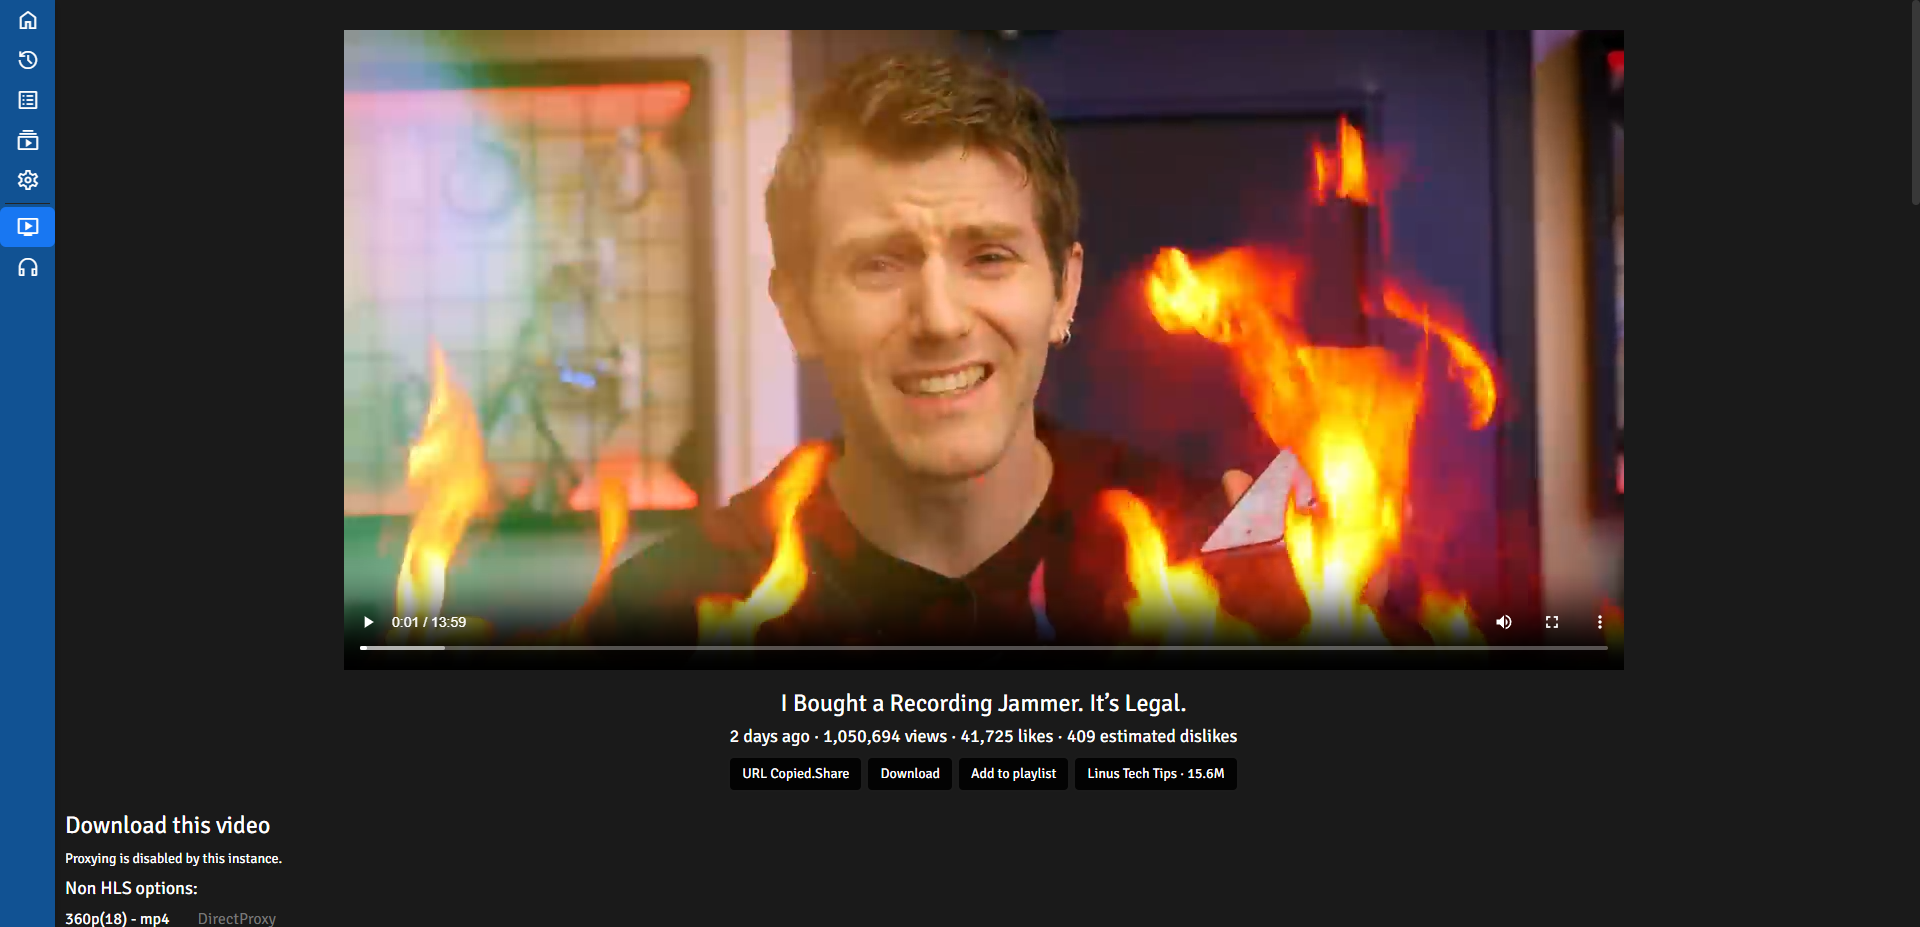 0:01 / 13:59
I Bought a Recording Jammer. It’s Legal.
2 days ago · 1,050,694 views · 41,725 likes · 409 estimated dislikes
URL Copied.Share Download Add to playlist Linus Tech Tips · 15.6M
Download this video
Proxying is disabled by this instance.
Non HLS options:
360p(18) - mp4 DirectProxy